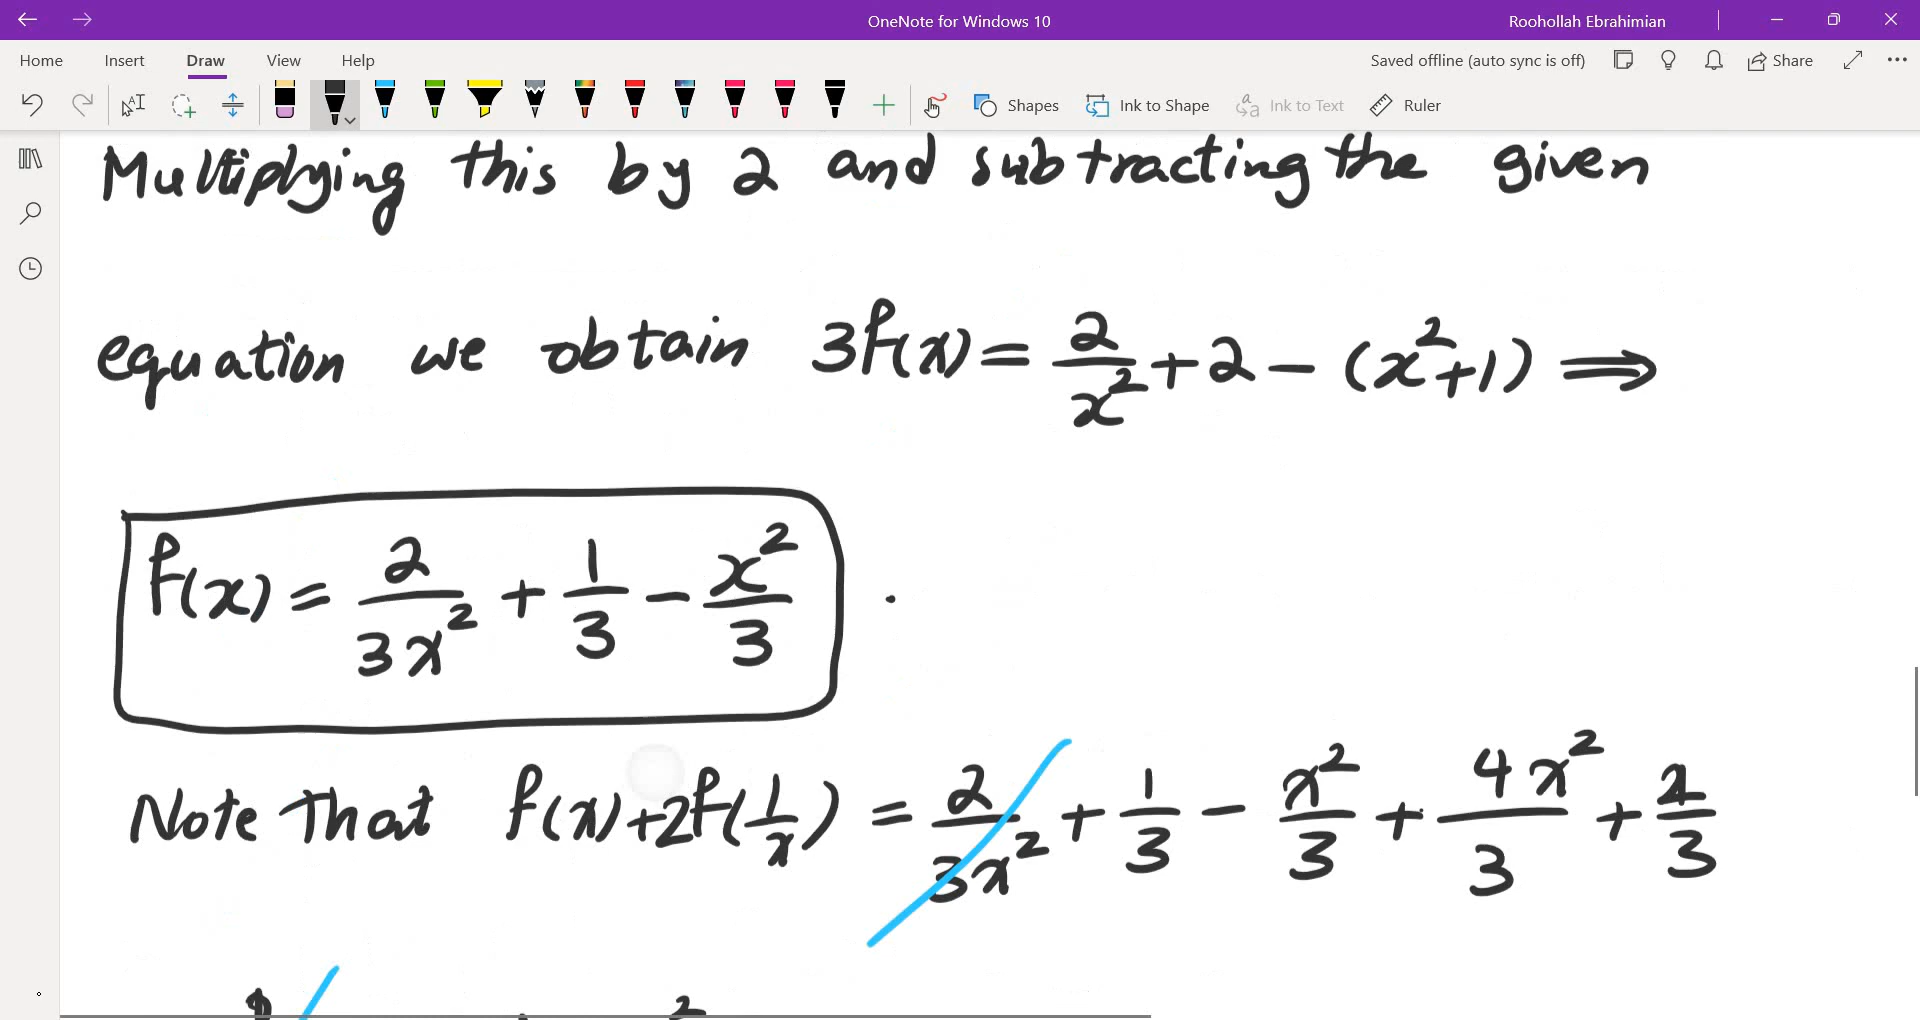 OneNote for Windows 10 Roohollah Ebrahimian
Home Insert Draw View Help Saved offline (auto sync is off) Share
Shapes Ink to Shape Ink to Text Ruler
Multiplying this by 2 and subtracting the given
equation we obtain 3f(x) = 2/x² + 2 - (x²+1) ⟹
f(x) = 2/(3x²) + 1/3 - x²/3 .
Note that f(x)+2f(1/x) = 2/(3x²) + 1/3 - x²/3 + 4x²/3 + 2/3